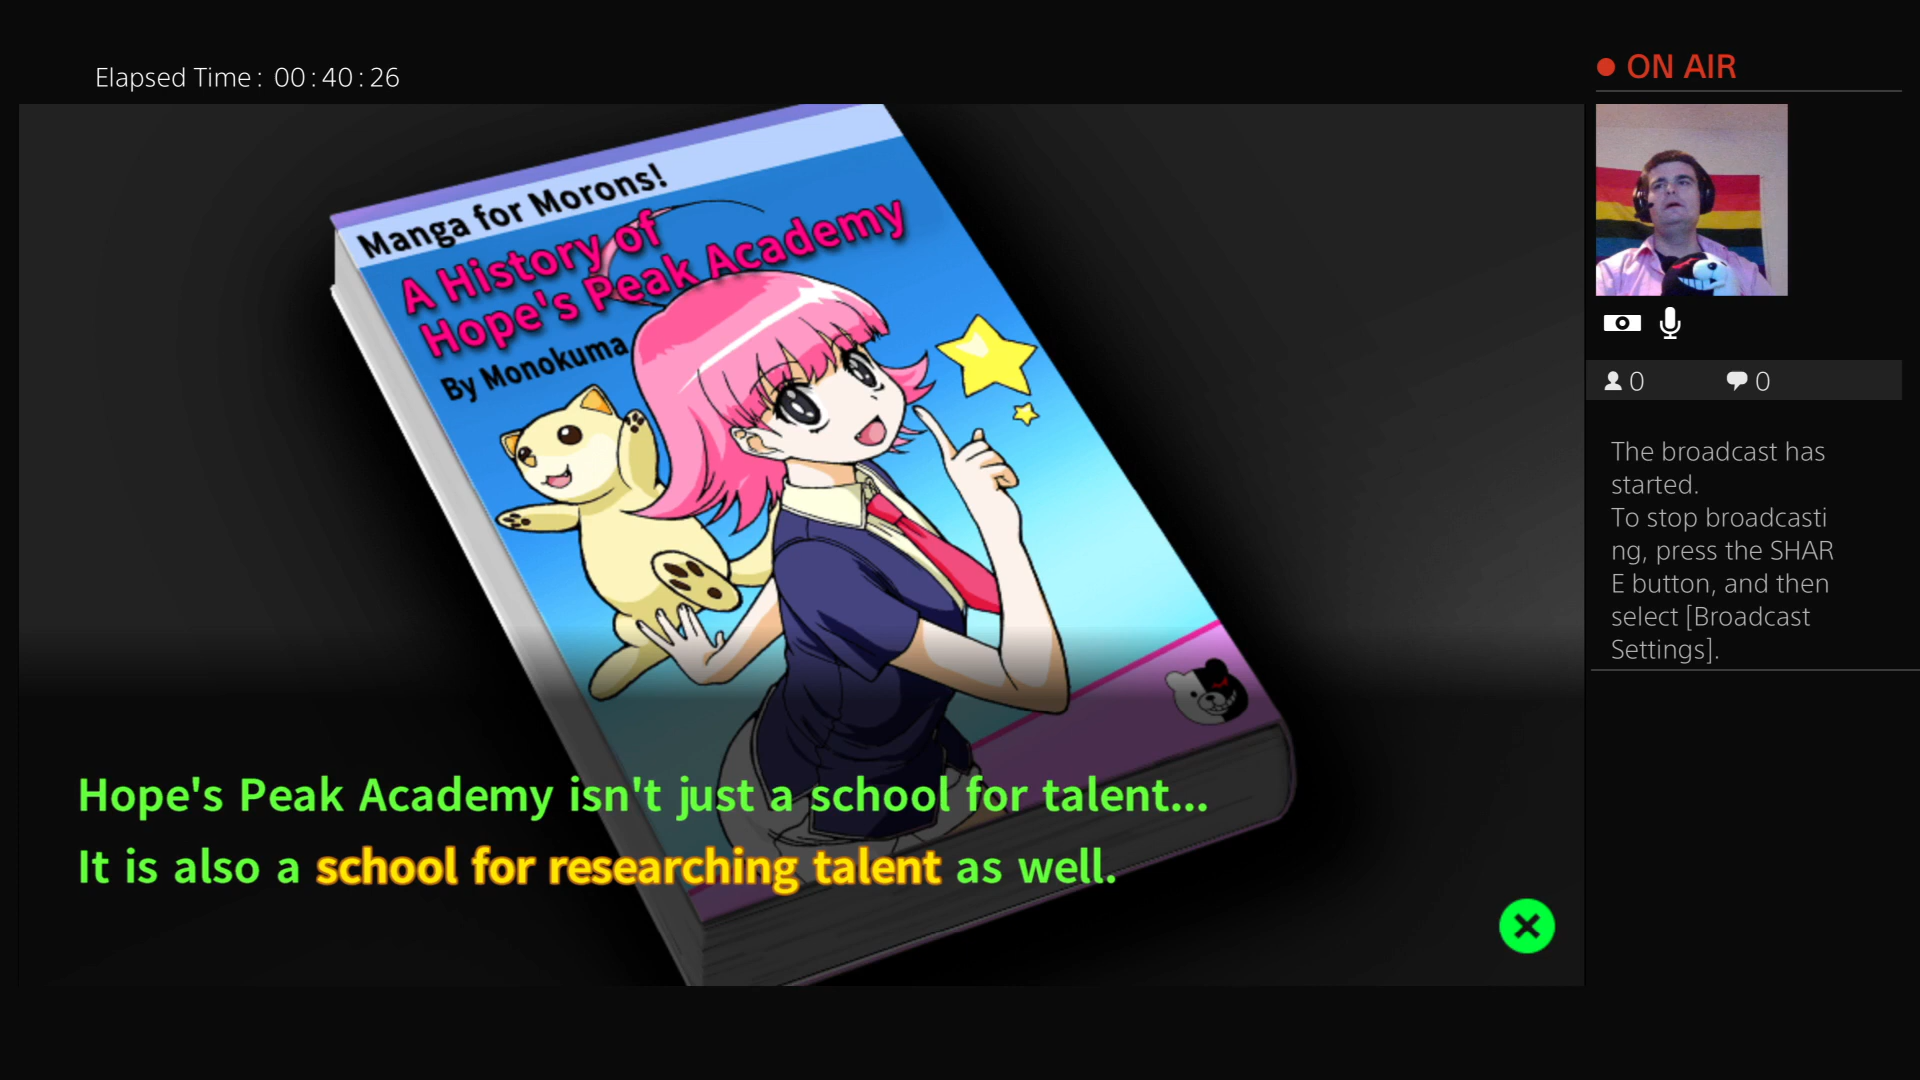 Elapsed Time: 00:40:26
ON AIR
Manga for Morons!
A History of
Hope's Peak Academy
By Monokuma
0
0
The broadcast has
started.
To stop broadcasti
ng, press the SHAR
E button, and then
select [Broadcast
Settings].
Hope's Peak Academy isn't just a school for talent...
It is also a school for researching talent as well.